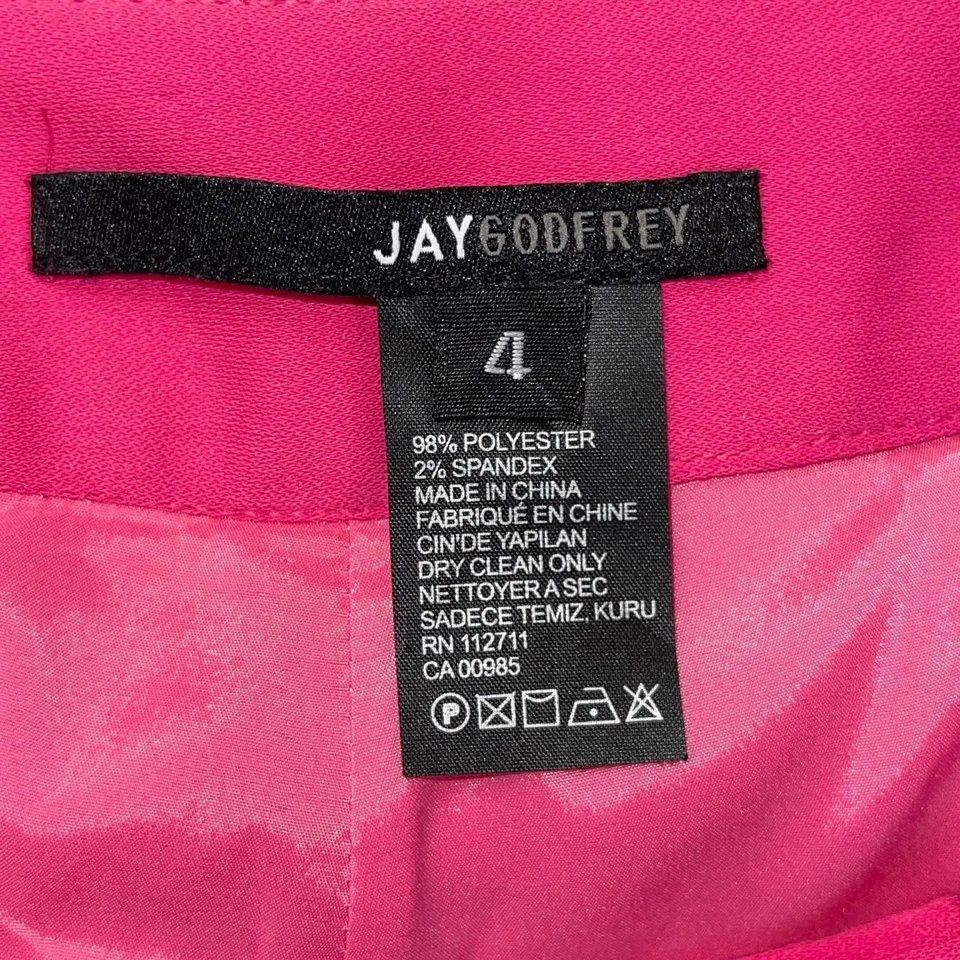 JAYGODFREY
4
98% POLYESTER
2% SPANDEX
MADE IN CHINA
FABRIQUÉ EN CHINE
CIN'DE YAPILAN
DRY CLEAN ONLY
NETTOYER A SEC
SADECE TEMIZ, KURU
RN 112711
CA 00985
P